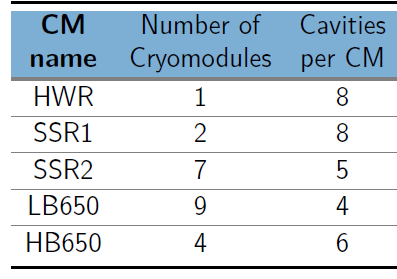 CM Number of Cavities
name Cryomodules per CM
HWR 1 8
SSR1 2 8
SSR2 7 5
LB650 9 4
HB650 4 6